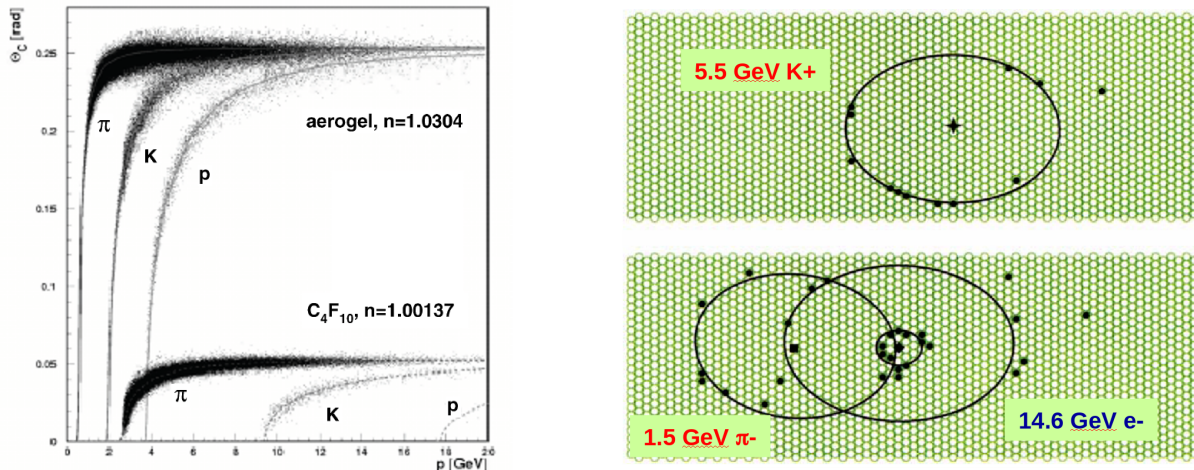 Θ_C [rad]
0.25
0.2
0.15
0.1
0.05
0
0 2 4 6 8 10 12 14 16 18 20
p [GeV]
π
K
p
aerogel, n=1.0304
C₄F₁₀, n=1.00137
π
K
p
5.5 GeV K+
1.5 GeV π-
14.6 GeV e-